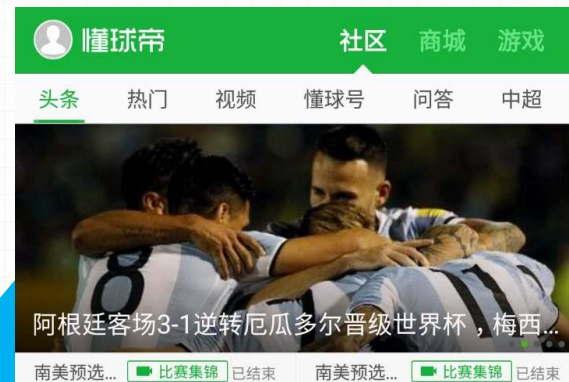 懂球帝
社区 商城 游戏
头条 热门 视频 懂球号 问答 中超
8
11
阿根廷客场3-1逆转厄瓜多尔晋级世界杯，梅西...
南美预选... 比赛集锦 已结束 南美预选... 比赛集锦 已结束